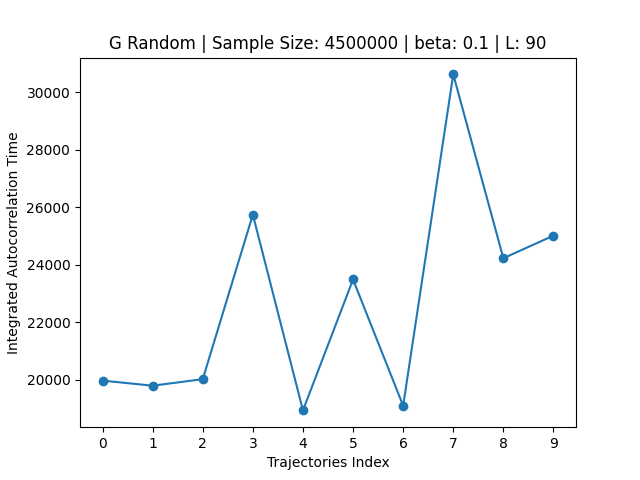 G Random | Sample Size: 4500000 | beta: 0.1 | L: 90
30000
28000
26000
24000
22000
20000
Integrated Autocorrelation Time
0 1 2 3 4 5 6 7 8 9
Trajectories Index